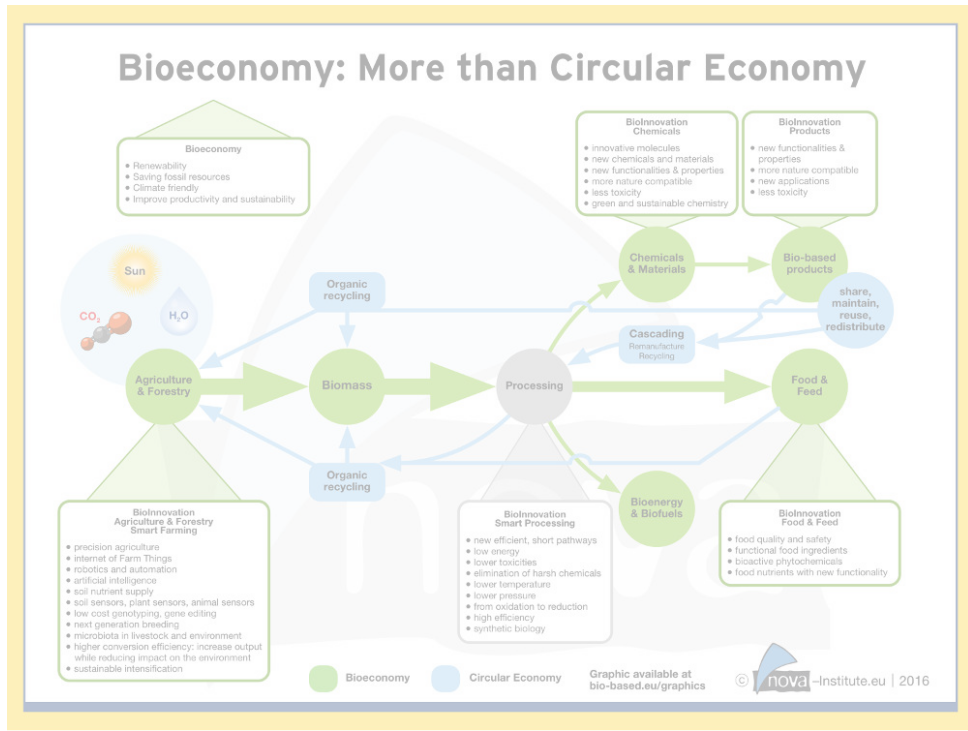 Bioeconomy: More than Circular Economy
Bioeconomy
• Renewability
• Saving fossil resources
• Climate friendly
• Improve productivity and sustainability
BioInnovation
Chemicals
• innovative molecules
• new chemicals and materials
• new functionalities & properties
• more nature compatible
• less toxicity
• green and sustainable chemistry
BioInnovation
Products
• new functionalities &
properties
• more nature compatible
• new applications
• less toxicity
Sun
CO₂
H₂O
Organic
recycling
Chemicals
& Materials
Bio-based
products
share,
maintain,
reuse,
redistribute
Cascading
Remanufacture
Recycling
Agriculture
& Forestry
Biomass
Processing
Food &
Feed
Organic
recycling
Bioenergy
& Biofuels
BioInnovation
Agriculture & Forestry
Smart Farming
• precision agriculture
• internet of Farm Things
• robotics and automation
• artificial intelligence
• soil nutrient supply
• soil sensors, plant sensors, animal sensors
• low cost genotyping, gene editing
• next generation breeding
• microbiota in livestock and environment
• higher conversion efficiency: increase output
while reducing impact on the environment
• sustainable intensification
BioInnovation
Smart Processing
• new efficient, short pathways
• low energy
• lower toxicities
• elimination of harsh chemicals
• lower temperature
• lower pressure
• from oxidation to reduction
• high efficiency
• synthetic biology
BioInnovation
Food & Feed
• food quality and safety
• functional food ingredients
• bioactive phytochemicals
• food nutrients with new functionality
nova
Bioeconomy
Circular Economy
Graphic available at
bio-based.eu/graphics
© nova-Institute.eu | 2016